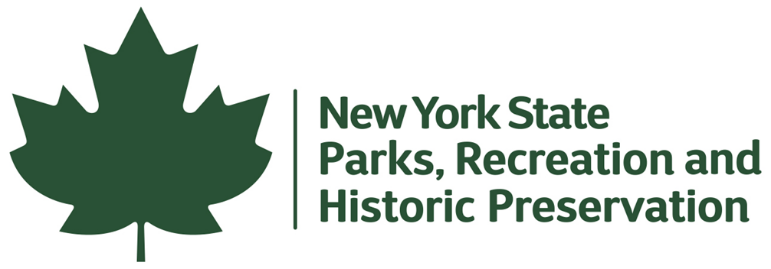 New York State
Parks, Recreation and
Historic Preservation